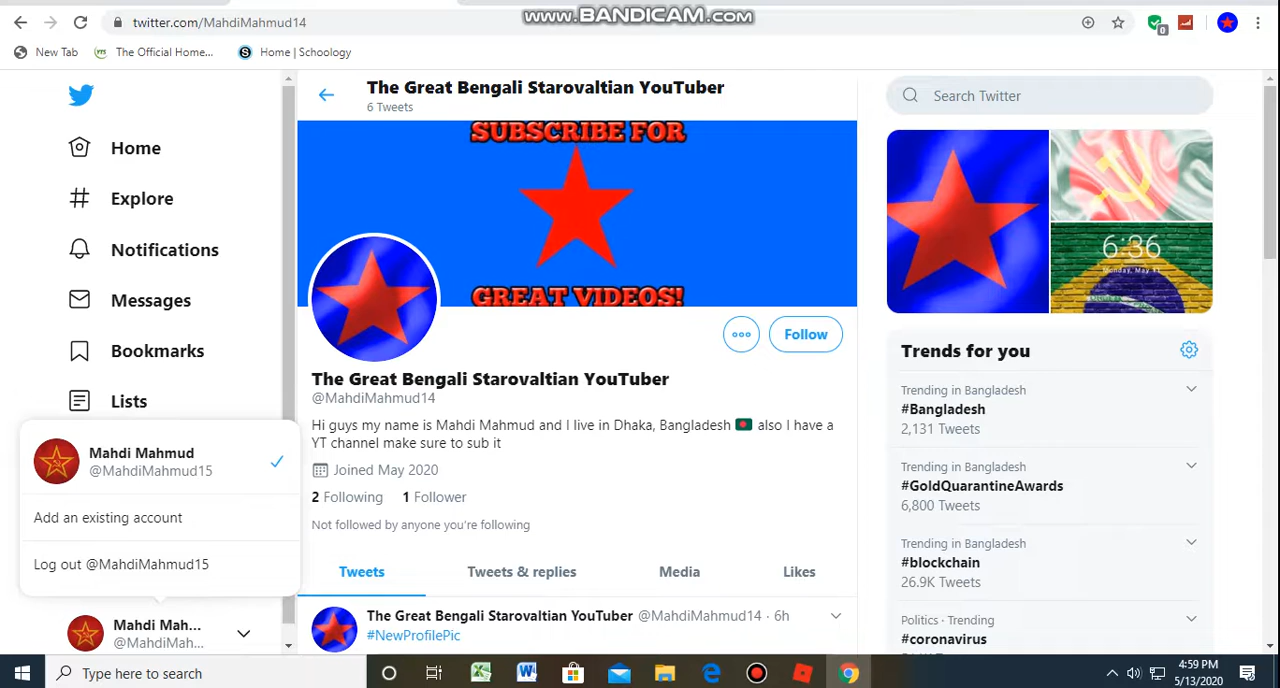 twitter.com/MahdiMahmud14
www.BANDICAM.com
0
New Tab
The Official Home...
Home | Schoology
The Great Bengali Starovaltian YouTuber
6 Tweets
Search Twitter
Home
Explore
Notifications
Messages
Bookmarks
Lists
SUBSCRIBE FOR
GREAT VIDEOS!
6:36
Monday, May 11
Follow
The Great Bengali Starovaltian YouTuber
@MahdiMahmud14
Hi guys my name is Mahdi Mahmud and I live in Dhaka, Bangladesh 🇧🇩 also I have a
YT channel make sure to sub it
Joined May 2020
2 Following 1 Follower
Not followed by anyone you're following
Tweets
Tweets & replies
Media
Likes
The Great Bengali Starovaltian YouTuber @MahdiMahmud14 · 6h
#NewProfilePic
Mahdi Mahmud
@MahdiMahmud15
Add an existing account
Log out @MahdiMahmud15
Mahdi Mah...
@MahdiMah...
Trends for you
Trending in Bangladesh
#Bangladesh
2,131 Tweets
Trending in Bangladesh
#GoldQuarantineAwards
6,800 Tweets
Trending in Bangladesh
#blockchain
26.9K Tweets
Politics · Trending
#coronavirus
Type here to search
4:59 PM
5/13/2020